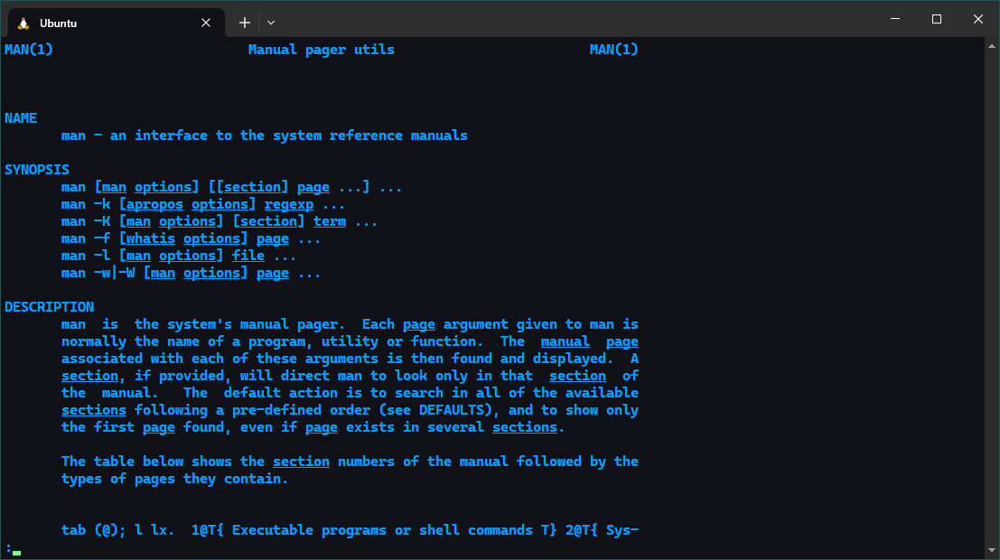 Ubuntu
MAN(1)                        Manual pager utils                        MAN(1)
NAME
       man - an interface to the system reference manuals
SYNOPSIS
       man [man options] [[section] page ...] ...
       man -k [apropos options] regexp ...
       man -K [man options] [section] term ...
       man -f [whatis options] page ...
       man -l [man options] file ...
       man -w|-W [man options] page ...
DESCRIPTION
       man  is  the system's manual pager.  Each page argument given to man is
       normally the name of a program, utility or function.  The  manual  page
       associated with each of these arguments is then found and displayed.  A
       section, if provided, will direct man to look only in that  section  of
       the  manual.   The  default action is to search in all of the available
       sections following a pre-defined order (see DEFAULTS), and to show only
       the first page found, even if page exists in several sections.
       The table below shows the section numbers of the manual followed by the
       types of pages they contain.
       tab (@); l lx.  1@T{ Executable programs or shell commands T} 2@T{ Sys-
: